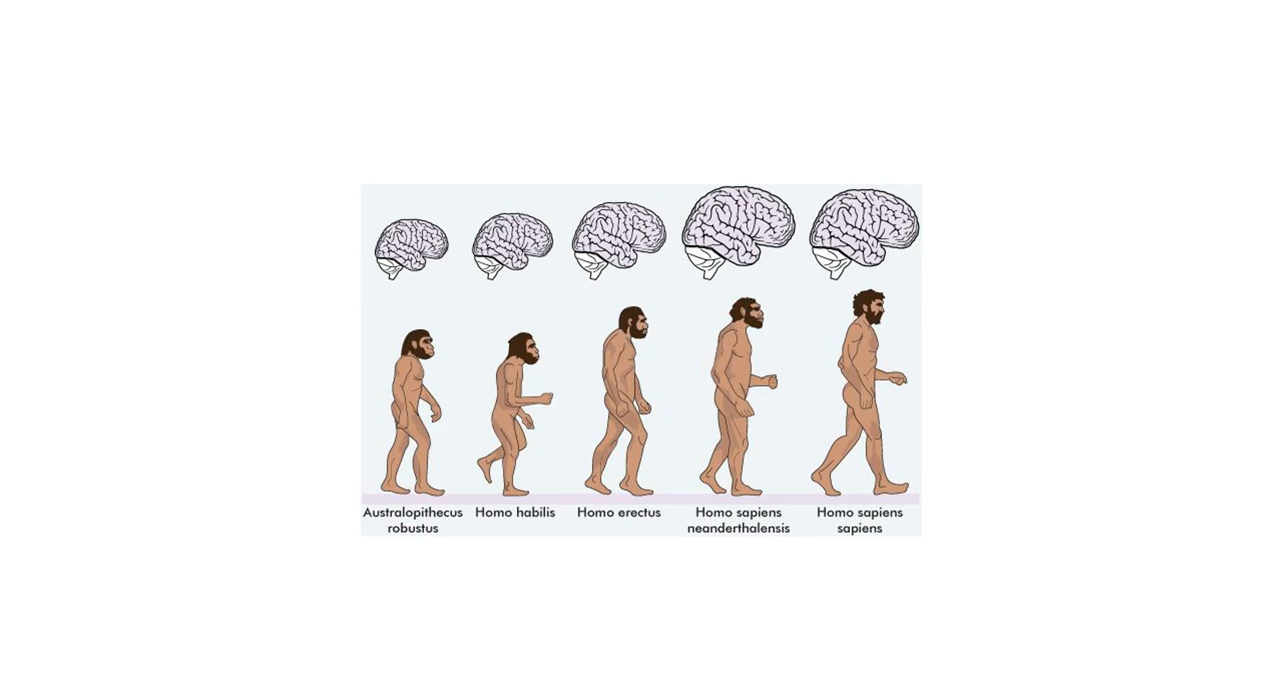 Australopithecus
robustus
Homo habilis
Homo erectus
Homo sapiens
neanderthalensis
Homo sapiens
sapiens